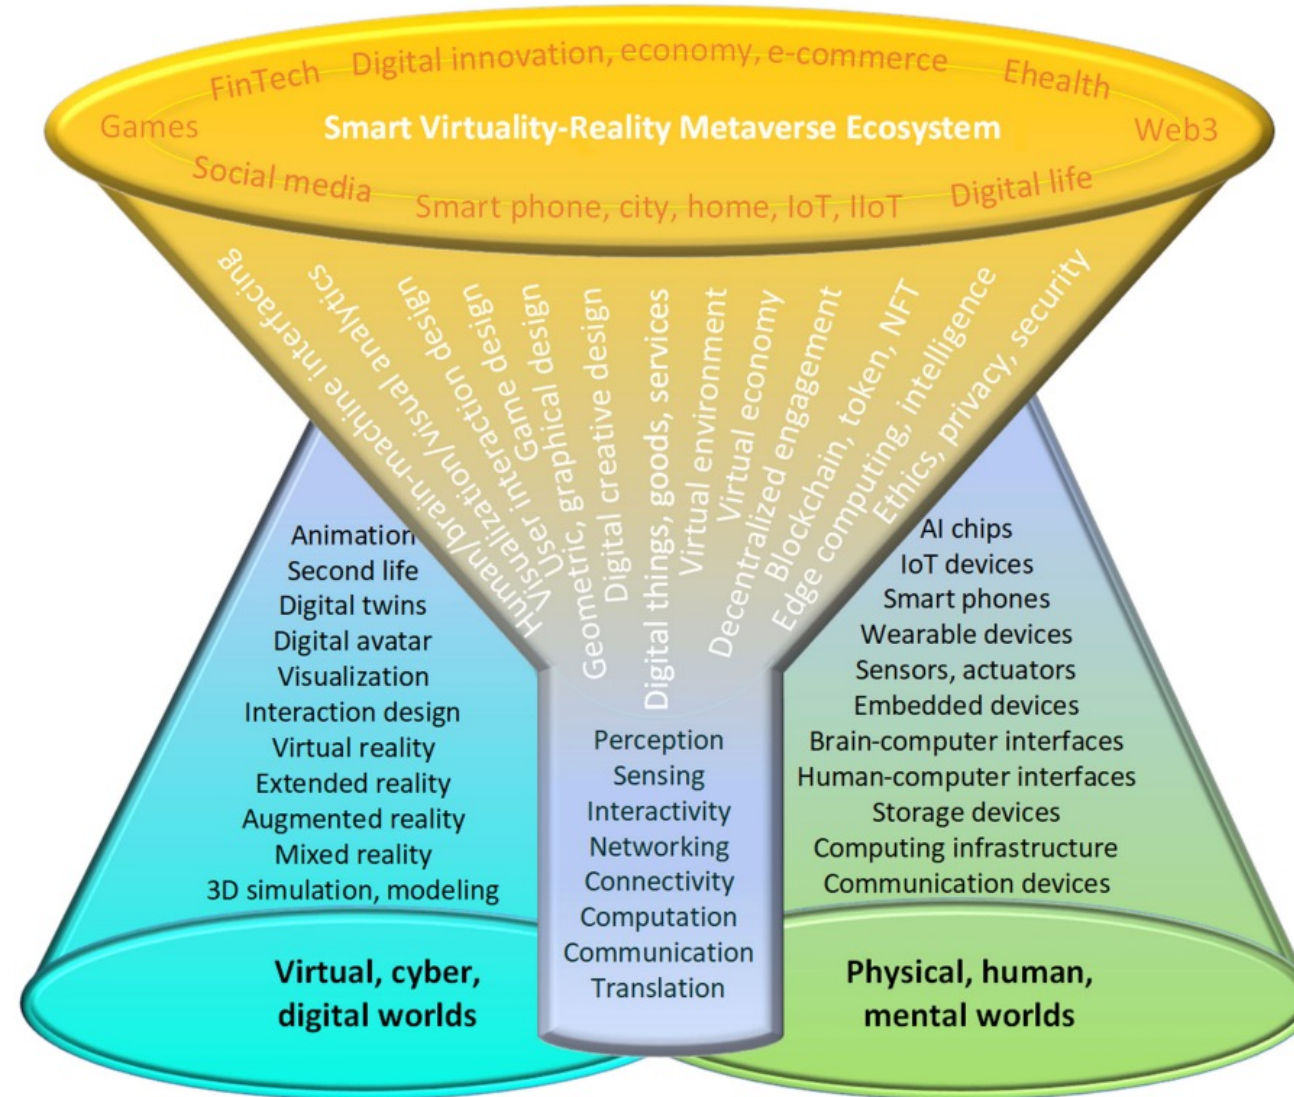 FinTech
Digital innovation, economy, e-commerce
Ehealth
Games
Smart Virtuality-Reality Metaverse Ecosystem
Web3
Social media
Smart phone, city, home, IoT, IIoT
Digital life
Human/brain-machine interfacing
Visualization/visual analytics
User interaction design
Game design
Geometric, graphical design
Digital creative design
Digital things, goods, services
Virtual environment
Virtual economy
Decentralized engagement
Blockchain, token, NFT
Edge computing, intelligence
Ethics, privacy, security
Animation
Second life
Digital twins
Digital avatar
Visualization
Interaction design
Virtual reality
Extended reality
Augmented reality
Mixed reality
3D simulation, modeling
Virtual, cyber,
digital worlds
Perception
Sensing
Interactivity
Networking
Connectivity
Computation
Communication
Translation
AI chips
IoT devices
Smart phones
Wearable devices
Sensors, actuators
Embedded devices
Brain-computer interfaces
Human-computer interfaces
Storage devices
Computing infrastructure
Communication devices
Physical, human,
mental worlds